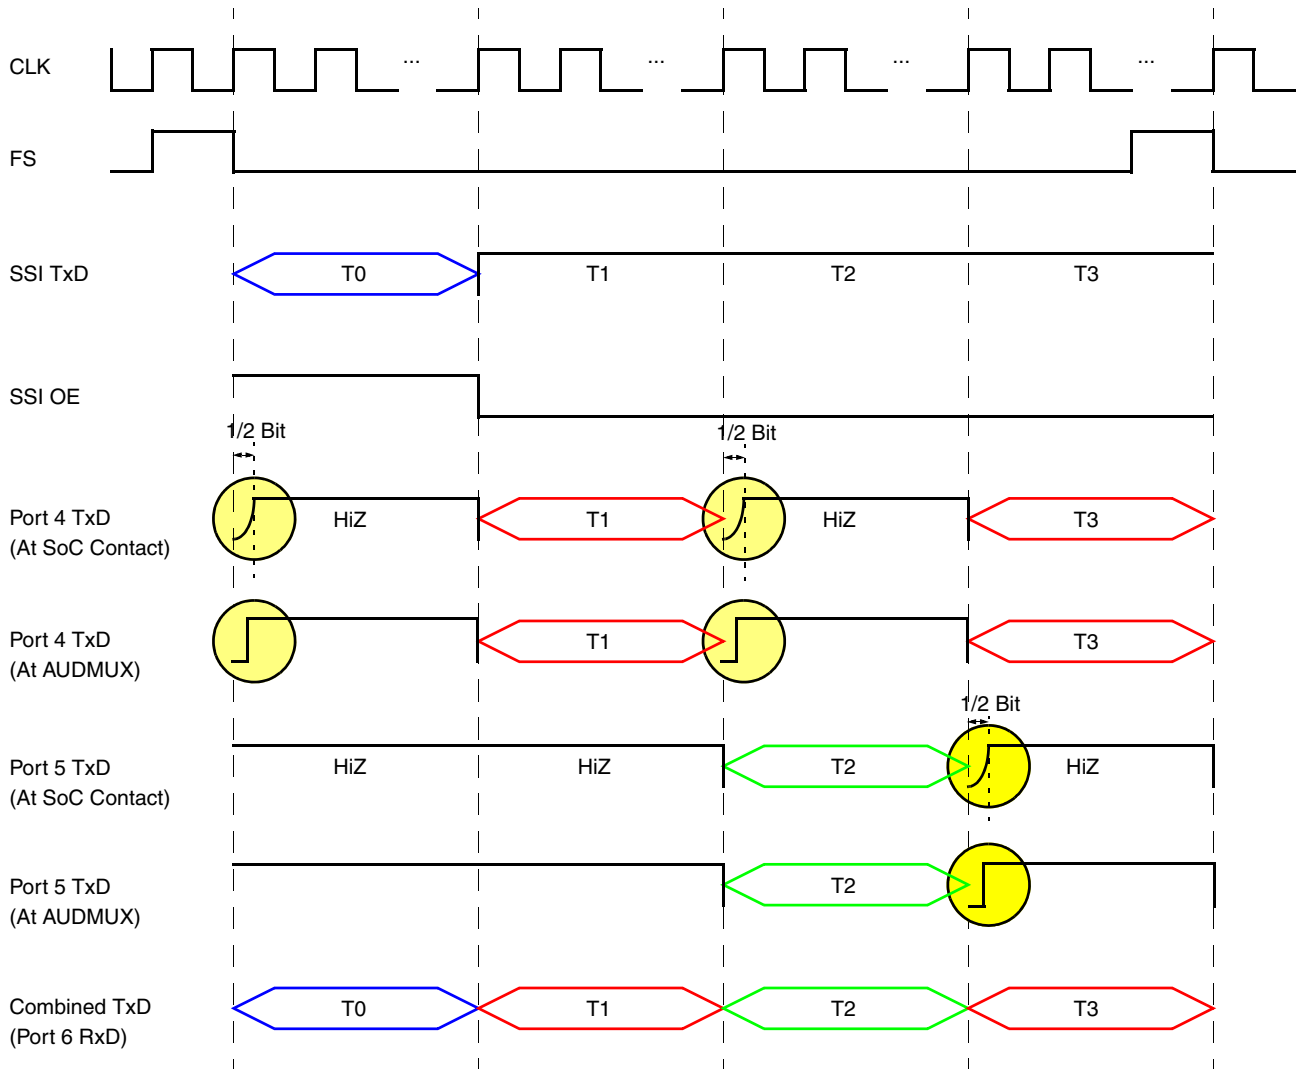 CLK
... ... ... ...
FS
SSI TxD
T0 T1 T2 T3
SSI OE
1/2 Bit 1/2 Bit
Port 4 TxD
(At SoC Contact)
HiZ T1 HiZ T3
Port 4 TxD
(At AUDMUX)
T1 T3
1/2 Bit
Port 5 TxD
(At SoC Contact)
HiZ HiZ T2 HiZ
Port 5 TxD
(At AUDMUX)
T2
Combined TxD
(Port 6 RxD)
T0 T1 T2 T3